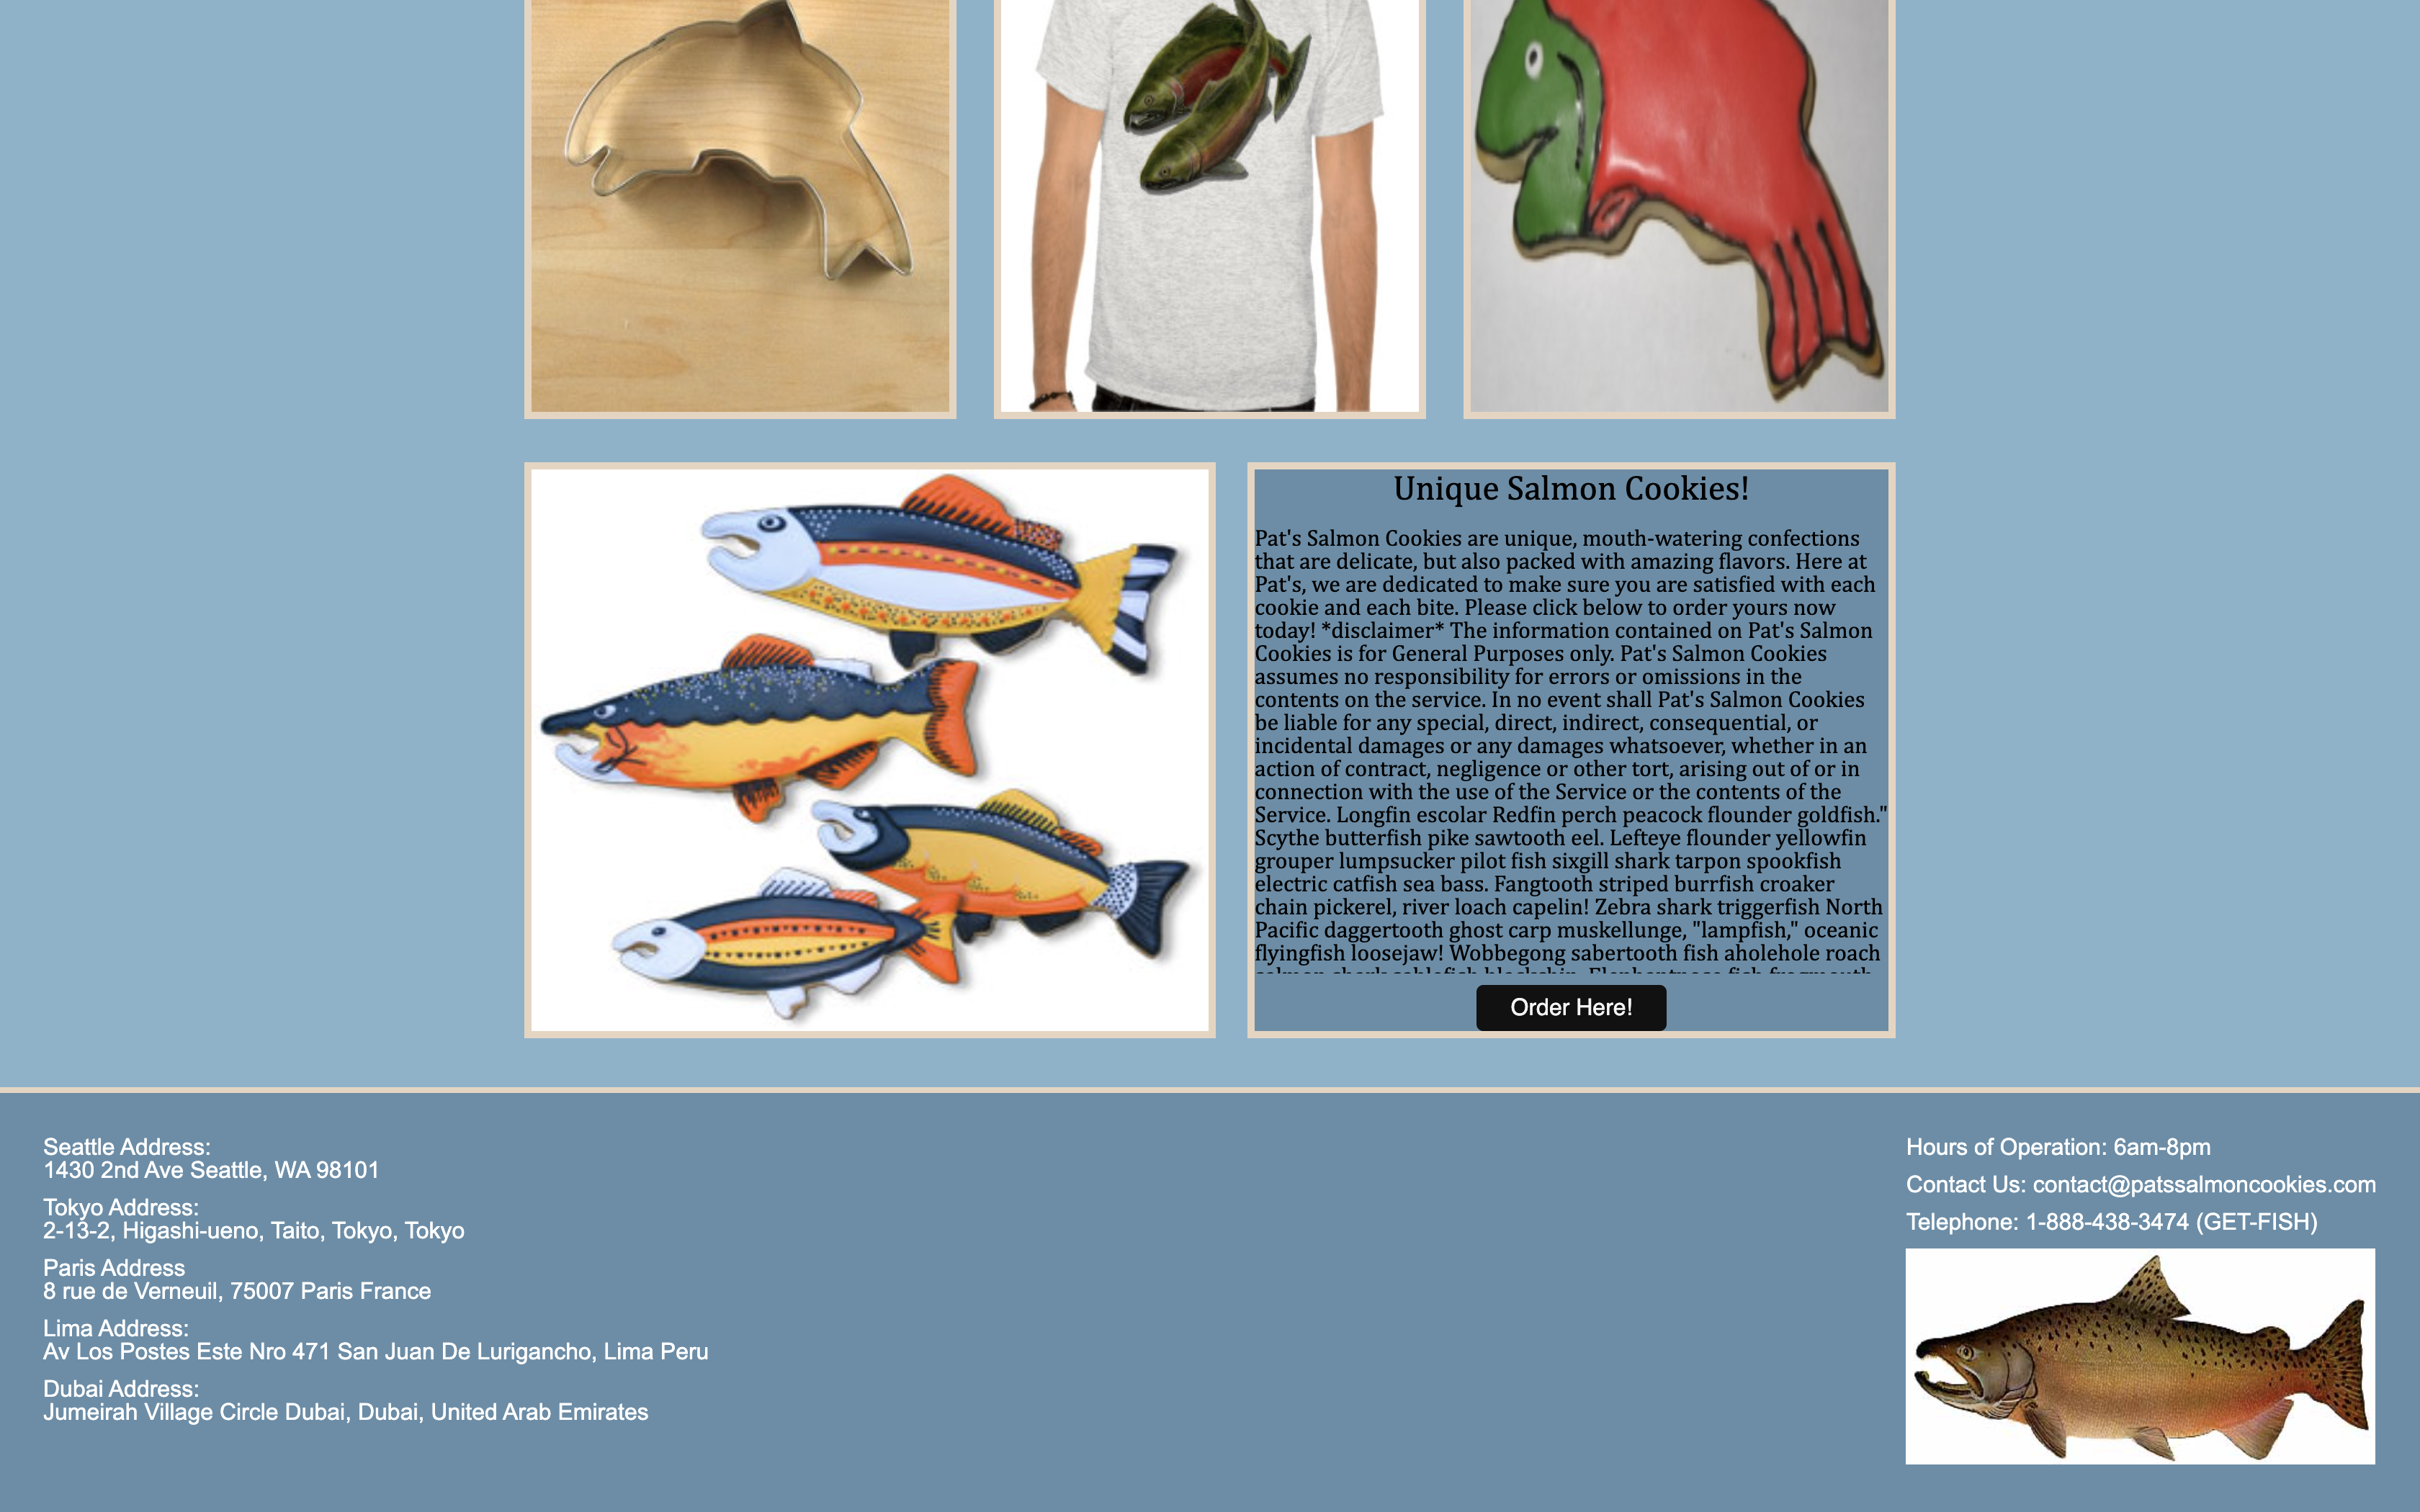 Unique Salmon Cookies!
Pat's Salmon Cookies are unique, mouth-watering confections
that are delicate, but also packed with amazing flavors. Here at
Pat's, we are dedicated to make sure you are satisfied with each
cookie and each bite. Please click below to order yours now
today! *disclaimer* The information contained on Pat's Salmon
Cookies is for General Purposes only. Pat's Salmon Cookies
assumes no responsibility for errors or omissions in the
contents on the service. In no event shall Pat's Salmon Cookies
be liable for any special, direct, indirect, consequential, or
incidental damages or any damages whatsoever, whether in an
action of contract, negligence or other tort, arising out of or in
connection with the use of the Service or the contents of the
Service. Longfin escolar Redfin perch peacock flounder goldfish."
Scythe butterfish pike sawtooth eel. Lefteye flounder yellowfin
grouper lumpsucker pilot fish sixgill shark tarpon spookfish
electric catfish sea bass. Fangtooth striped burrfish croaker
chain pickerel, river loach capelin! Zebra shark triggerfish North
Pacific daggertooth ghost carp muskellunge, "lampfish," oceanic
flyingfish loosejaw! Wobbegong sabertooth fish aholehole roach
Order Here!
Seattle Address:
1430 2nd Ave Seattle, WA 98101
Tokyo Address:
2-13-2, Higashi-ueno, Taito, Tokyo, Tokyo
Paris Address
8 rue de Verneuil, 75007 Paris France
Lima Address:
Av Los Postes Este Nro 471 San Juan De Lurigancho, Lima Peru
Dubai Address:
Jumeirah Village Circle Dubai, Dubai, United Arab Emirates
Hours of Operation: 6am-8pm
Contact Us: contact@patssalmoncookies.com
Telephone: 1-888-438-3474 (GET-FISH)